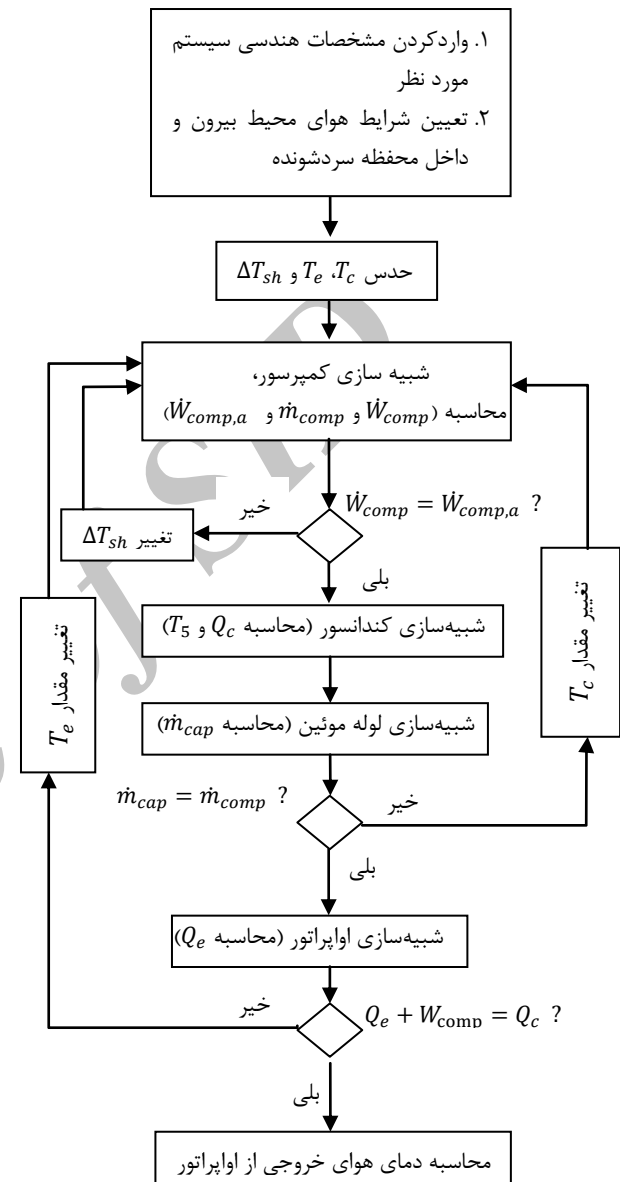 ۱. واردکردن مشخصات هندسی سیستم
مورد نظر
۲. تعیین شرایط هوای محیط بیرون و
داخل محفظه سردشونده
حدس T_c، T_e و ΔT_sh
شبیه سازی کمپرسور،
محاسبه (Ẇ_comp و ṁ_comp و Ẇ_comp,a)
Ẇ_comp = Ẇ_comp,a ?
خیر
تغییر ΔT_sh
بلی
شبیه‌سازی کندانسور (محاسبه Q_c و T_5)
تغییر مقدار T_e
تغییر مقدار T_c
شبیه‌سازی لوله موئین (محاسبه ṁ_cap)
ṁ_cap = ṁ_comp ?
خیر
بلی
شبیه‌سازی اواپراتور (محاسبه Q_e)
خیر
Q_e + W_comp = Q_c ?
بلی
محاسبه دمای هوای خروجی از اواپراتور